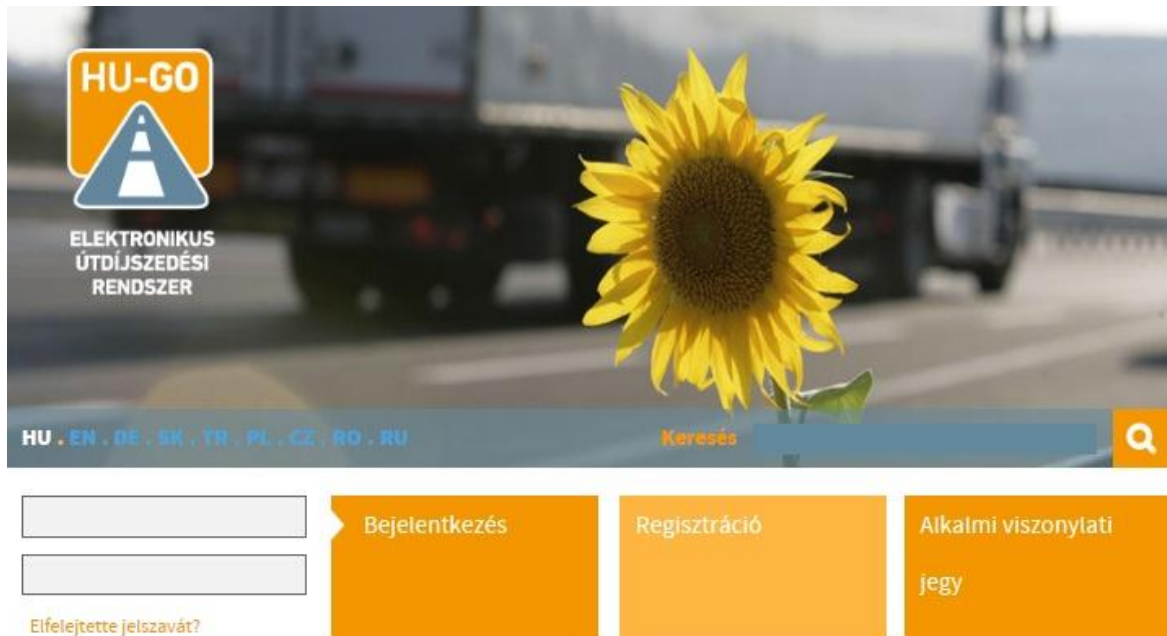 HU-GO
ELEKTRONIKUS
ÚTDÍJSZEDÉSI
RENDSZER
HU . EN . DE . SK . TR . PL . CZ . RO . RU
Keresés
Bejelentkezés
Regisztráció
Alkalmi viszonylati
jegy
Elfelejtette jelszavát?